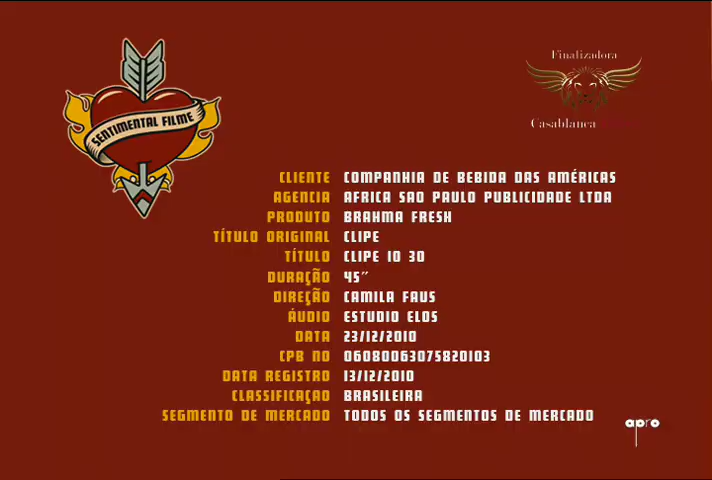 SENTIMENTAL FILME
Finalizadora
Casablanca
CLIENTE COMPANHIA DE BEBIDA DAS AMÉRICAS
AGENCIA AFRICA SAO PAULO PUBLICIDADE LTDA
PRODUTO BRAHMA FRESH
TÍTULO ORIGINAL CLIPE
TÍTULO CLIPE 10 30
DURAÇÃO 45"
DIREÇÃO CAMILA FAUS
ÁUDIO ESTUDIO ELOS
DATA 23/12/2010
CPB NO 06080063075820103
DATA REGISTRO 13/12/2010
CLASSIFICAÇAO BRASILEIRA
SEGMENTO DE MERCADO TODOS OS SEGMENTOS DE MERCADO
apro